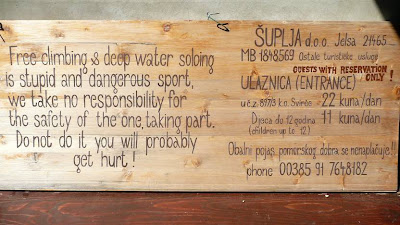 Free climbing & deep water soloing
is stupid and dangerous sport,
we take no responsibility for
the safety of the one, taking part.
Do not do it you will probably
get hurt!
ŠUPLJA d.o.o. Jelsa 21465
MB 1848569 Ostale turističke usluge
GUESTS WITH RESERVATION
ONLY!
ULAZNICA (ENTRANCE)
u č.z. 897/3 k.o. Svirče 22 kuna/dan
Djeca do 12 godina 11 kuna/dan
(children up to 12)
Obalni pojas pomorskog dobra se nenaplaćuje!
phone 00385 91 7648182